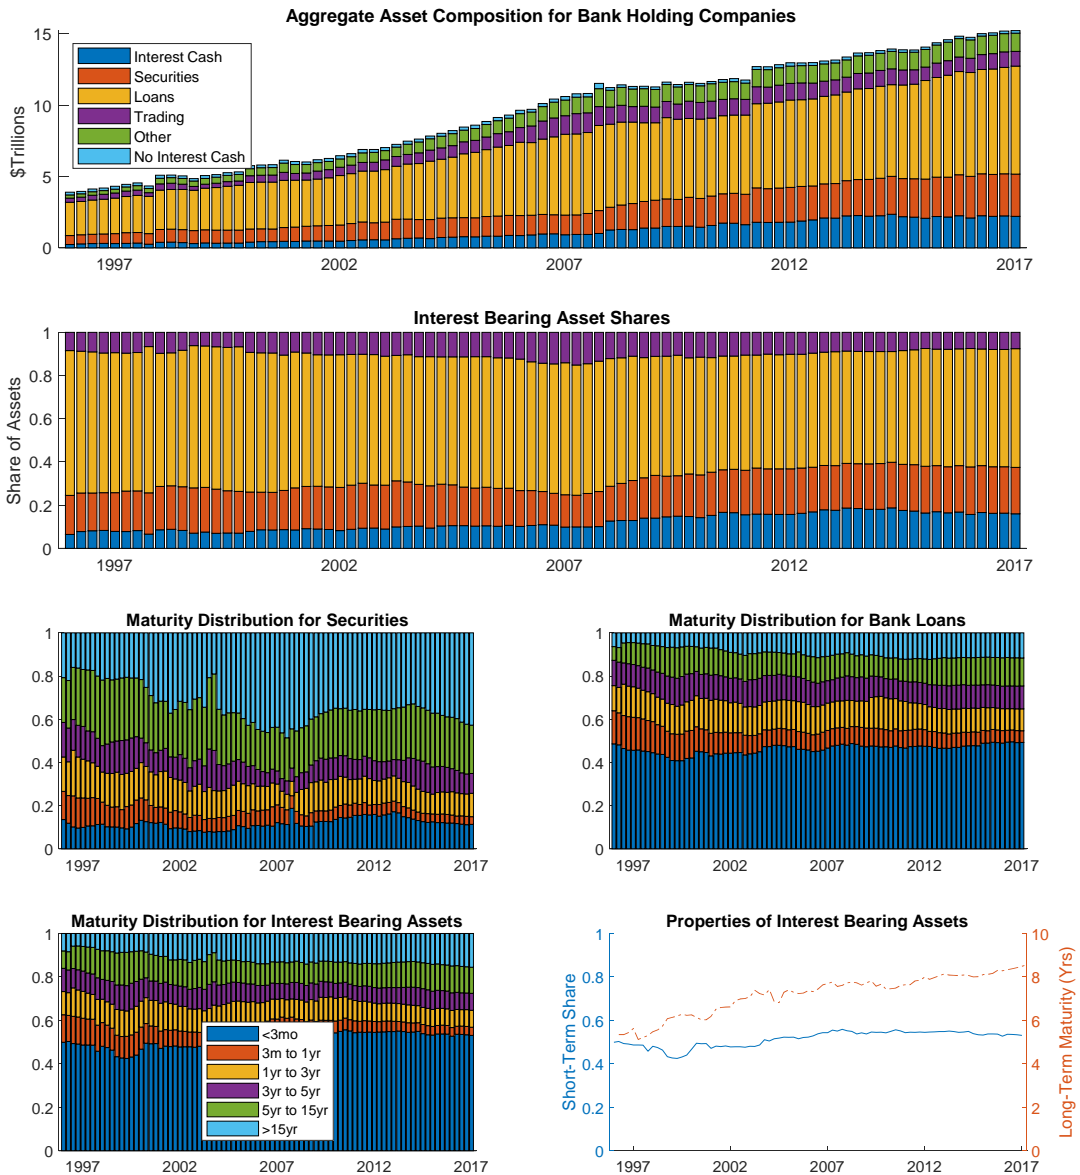 Aggregate Asset Composition for Bank Holding Companies
$Trillions
15
10
5
0
Interest Cash
Securities
Loans
Trading
Other
No Interest Cash
1997 2002 2007 2012 2017
Interest Bearing Asset Shares
Share of Assets
1
0.8
0.6
0.4
0.2
0
1997 2002 2007 2012 2017
Maturity Distribution for Securities
1
0.8
0.6
0.4
0.2
0
1997 2002 2007 2012 2017
Maturity Distribution for Bank Loans
1
0.8
0.6
0.4
0.2
0
1997 2002 2007 2012 2017
Maturity Distribution for Interest Bearing Assets
1
0.8
0.6
0.4
0.2
0
<3mo
3m to 1yr
1yr to 3yr
3yr to 5yr
5yr to 15yr
>15yr
1997 2002 2007 2012 2017
Properties of Interest Bearing Assets
Short-Term Share
1
0.8
0.6
0.4
0.2
0
10
8
6
4
2
0
Long-Term Maturity (Yrs)
1997 2002 2007 2012 2017